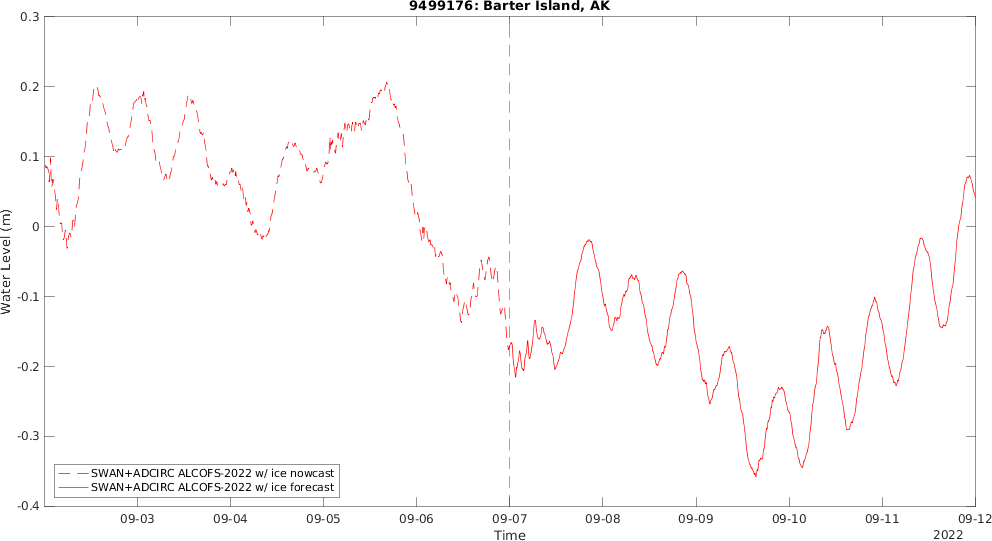 9499176: Barter Island, AK
0.3
0.2
0.1
0
-0.1
-0.2
-0.3
-0.4
Water Level (m)
SWAN+ADCIRC ALCOFS-2022 w/ ice nowcast
SWAN+ADCIRC ALCOFS-2022 w/ ice forecast
09-03 09-04 09-05 09-06 09-07 09-08 09-09 09-10 09-11 09-12
Time
2022